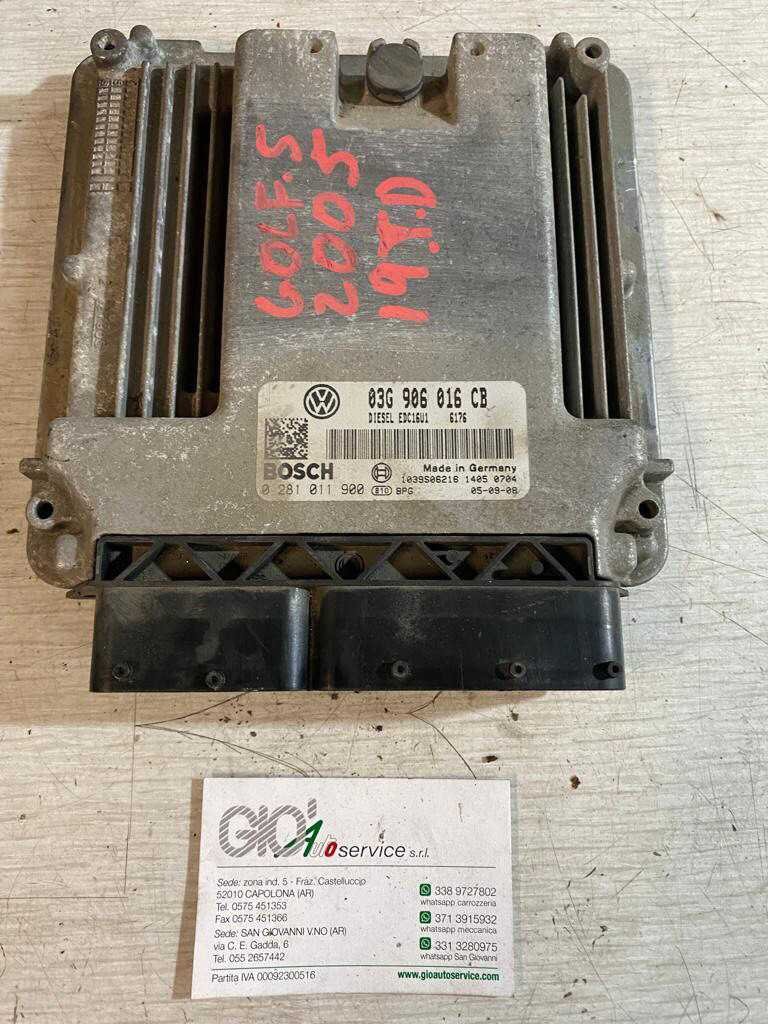 GOLF.5
2005
19T.D
03G 906 016 CB
DIESEL EDC16U1 6176
BOSCH
Made in Germany
1039S06216 1405 0704
0 281 011 900 BPG 05-09-08
GIO' Auto service s.r.l.
Sede: zona ind. 5 - Fraz. Castelluccio
52010 CAPOLONA (AR)
Tel. 0575 451353
Fax 0575 451366
Sede: SAN GIOVANNI V.NO (AR)
via C. E. Gadda, 6
Tel. 055 2657442
Partita IVA 00092300516
338 9727802
whatsapp carrozzeria
371 3915932
whatsapp meccanica
331 3280975
whatsapp San Giovanni
www.gioautoservice.com